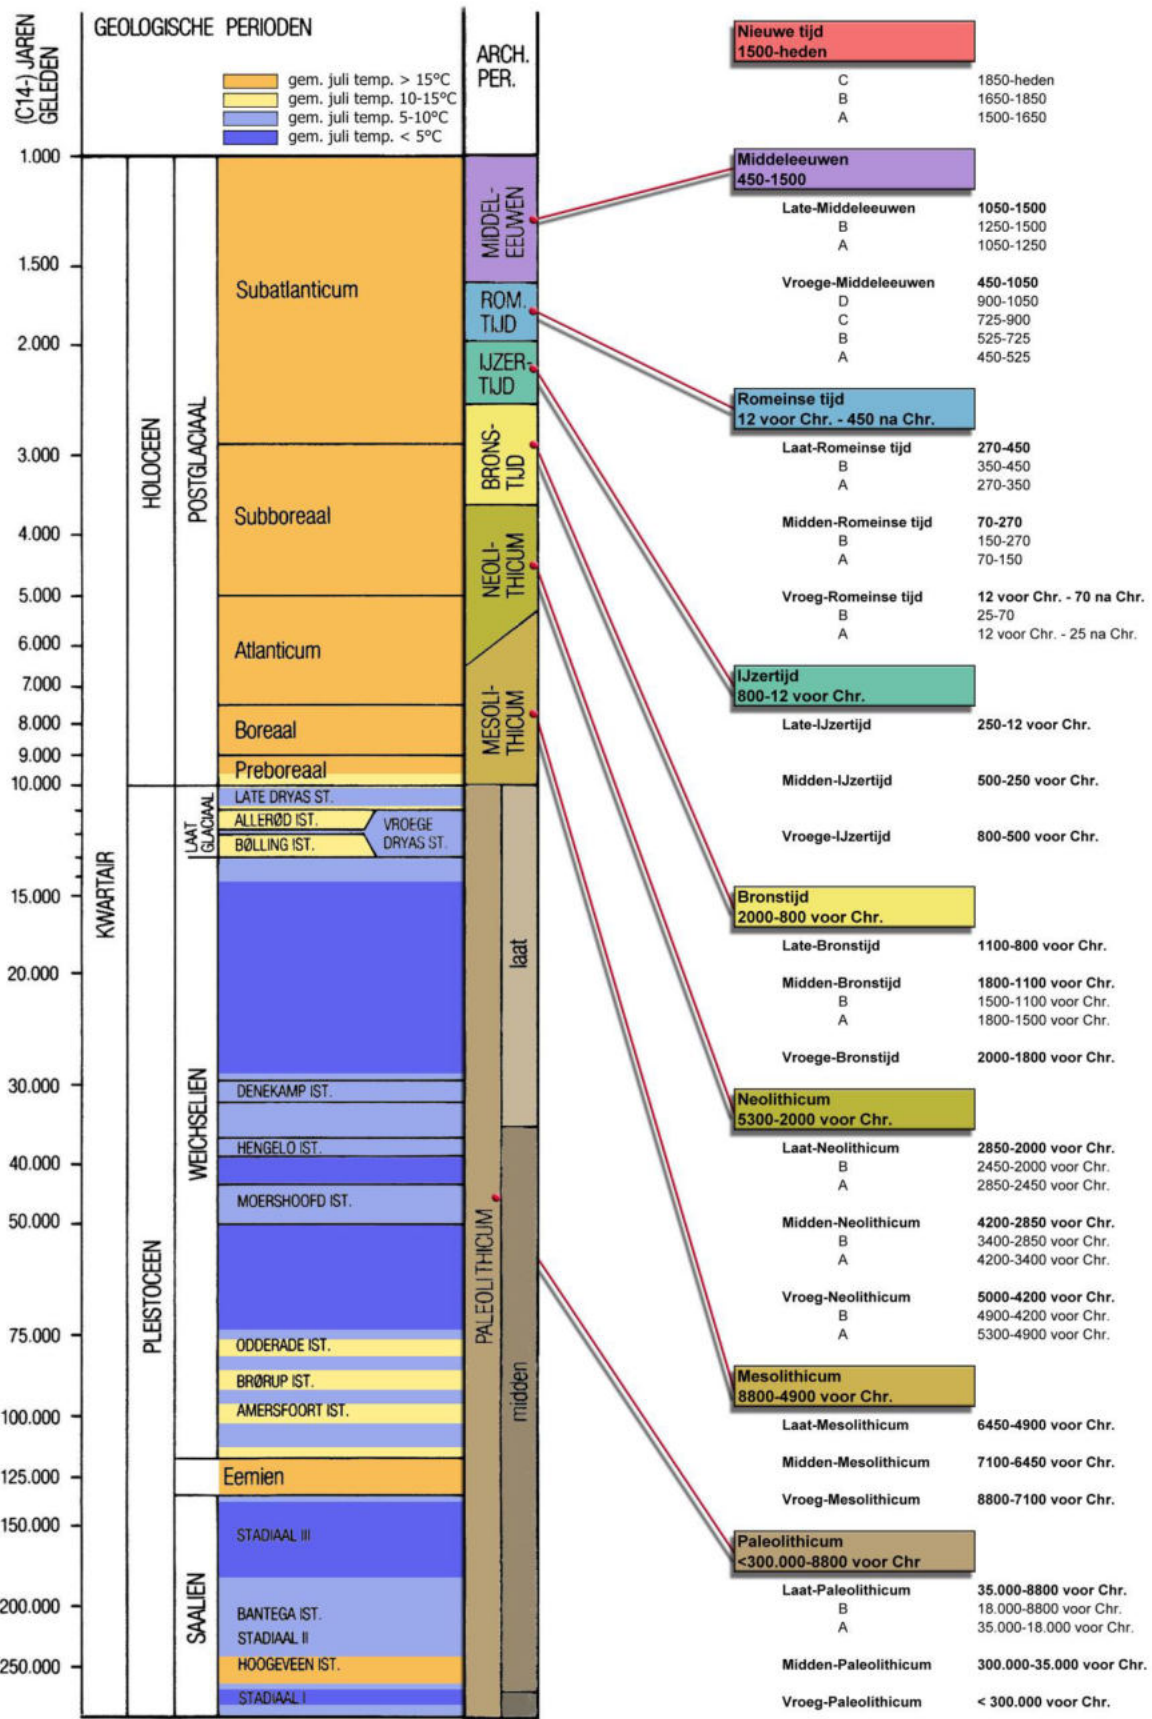 (C14-) JAREN
GELEDEN
GEOLOGISCHE PERIODEN
gem. juli temp. > 15°C
gem. juli temp. 10-15°C
gem. juli temp. 5-10°C
gem. juli temp. < 5°C
ARCH.
PER.
1.000
1.500
2.000
3.000
4.000
5.000
6.000
7.000
8.000
9.000
10.000
15.000
20.000
30.000
40.000
50.000
75.000
100.000
125.000
150.000
200.000
250.000
KWARTAIR
HOLOCEEN
PLEISTOCEEN
POSTGLACIAAL
LAAT
GLACIAAL
WEICHSELIEN
SAALIEN
Subatlanticum
Subboreaal
Atlanticum
Boreaal
Preboreaal
LATE DRYAS ST.
ALLERØD IST.
VROEGE
DRYAS ST.
BØLLING IST.
DENEKAMP IST.
HENGELO IST.
MOERSHOOFD IST.
ODDERADE IST.
BRØRUP IST.
AMERSFOORT IST.
Eemien
STADIAAL III
BANTEGA IST.
STADIAAL II
HOOGEVEEN IST.
STADIAAL I
MIDDEL-
EEUWEN
ROM.
TIJD
IJZER-
TIJD
BRONS-
TIJD
NEOLI-
THICUM
MESOLI-
THICUM
PALEOLITHICUM
laat
midden
Nieuwe tijd
1500-heden
C 1850-heden
B 1650-1850
A 1500-1650
Middeleeuwen
450-1500
Late-Middeleeuwen 1050-1500
B 1250-1500
A 1050-1250
Vroege-Middeleeuwen 450-1050
D 900-1050
C 725-900
B 525-725
A 450-525
Romeinse tijd
12 voor Chr. - 450 na Chr.
Laat-Romeinse tijd 270-450
B 350-450
A 270-350
Midden-Romeinse tijd 70-270
B 150-270
A 70-150
Vroeg-Romeinse tijd 12 voor Chr. - 70 na Chr.
B 25-70
A 12 voor Chr. - 25 na Chr.
IJzertijd
800-12 voor Chr.
Late-IJzertijd 250-12 voor Chr.
Midden-IJzertijd 500-250 voor Chr.
Vroege-IJzertijd 800-500 voor Chr.
Bronstijd
2000-800 voor Chr.
Late-Bronstijd 1100-800 voor Chr.
Midden-Bronstijd 1800-1100 voor Chr.
B 1500-1100 voor Chr.
A 1800-1500 voor Chr.
Vroege-Bronstijd 2000-1800 voor Chr.
Neolithicum
5300-2000 voor Chr.
Laat-Neolithicum 2850-2000 voor Chr.
B 2450-2000 voor Chr.
A 2850-2450 voor Chr.
Midden-Neolithicum 4200-2850 voor Chr.
B 3400-2850 voor Chr.
A 4200-3400 voor Chr.
Vroeg-Neolithicum 5000-4200 voor Chr.
B 4900-4200 voor Chr.
A 5300-4900 voor Chr.
Mesolithicum
8800-4900 voor Chr.
Laat-Mesolithicum 6450-4900 voor Chr.
Midden-Mesolithicum 7100-6450 voor Chr.
Vroeg-Mesolithicum 8800-7100 voor Chr.
Paleolithicum
<300.000-8800 voor Chr
Laat-Paleolithicum 35.000-8800 voor Chr.
B 18.000-8800 voor Chr.
A 35.000-18.000 voor Chr.
Midden-Paleolithicum 300.000-35.000 voor Chr.
Vroeg-Paleolithicum < 300.000 voor Chr.